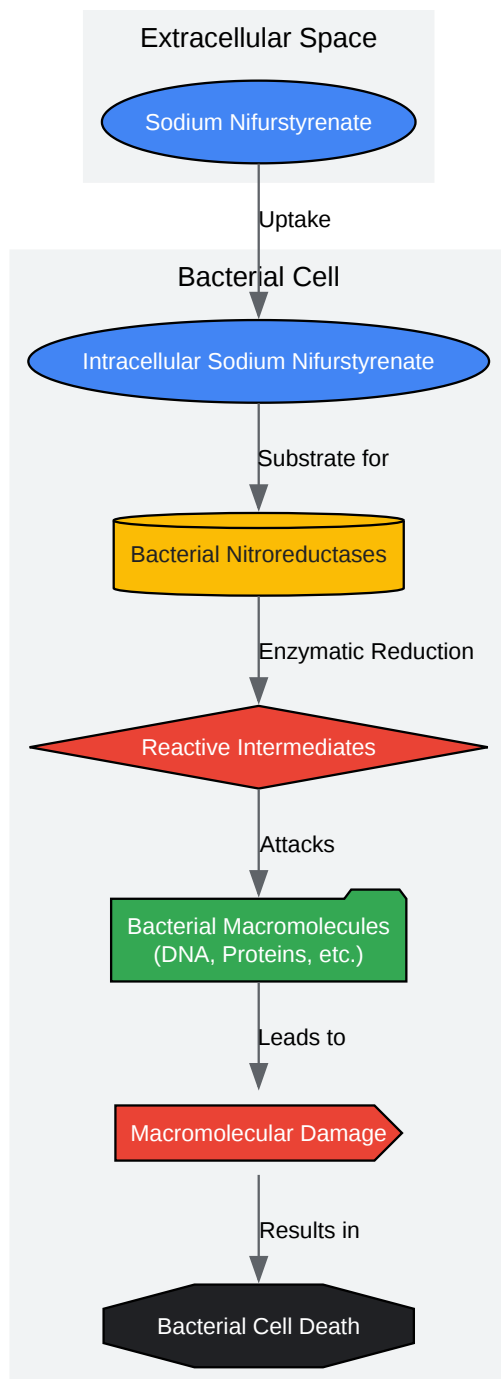 Extracellular Space
Sodium Nifurstyrenate
Uptake
Bacterial Cell
Intracellular Sodium Nifurstyrenate
Substrate for
Bacterial Nitroreductases
Enzymatic Reduction
Reactive Intermediates
Attacks
Bacterial Macromolecules
(DNA, Proteins, etc.)
Leads to
Macromolecular Damage
Results in
Bacterial Cell Death